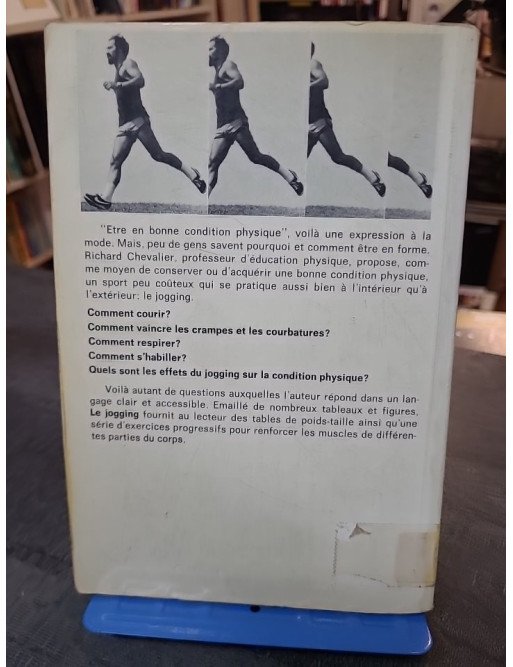 "Etre en bonne condition physique", voilà une expression à la
mode. Mais, peu de gens savent pourquoi et comment être en forme.
Richard Chevalier, professeur d'éducation physique, propose, com-
me moyen de conserver ou d'acquérir une bonne condition physique,
un sport peu coûteux qui se pratique aussi bien à l'intérieur qu'à
l'extérieur: le jogging.
Comment courir?
Comment vaincre les crampes et les courbatures?
Comment respirer?
Comment s'habiller?
Quels sont les effets du jogging sur la condition physique?
Voilà autant de questions auxquelles l'auteur répond dans un lan-
gage clair et accessible. Emaillé de nombreux tableaux et figures,
Le jogging fournit au lecteur des tables de poids-taille ainsi qu'une
série d'exercices progressifs pour renforcer les muscles de différen-
tes parties du corps.